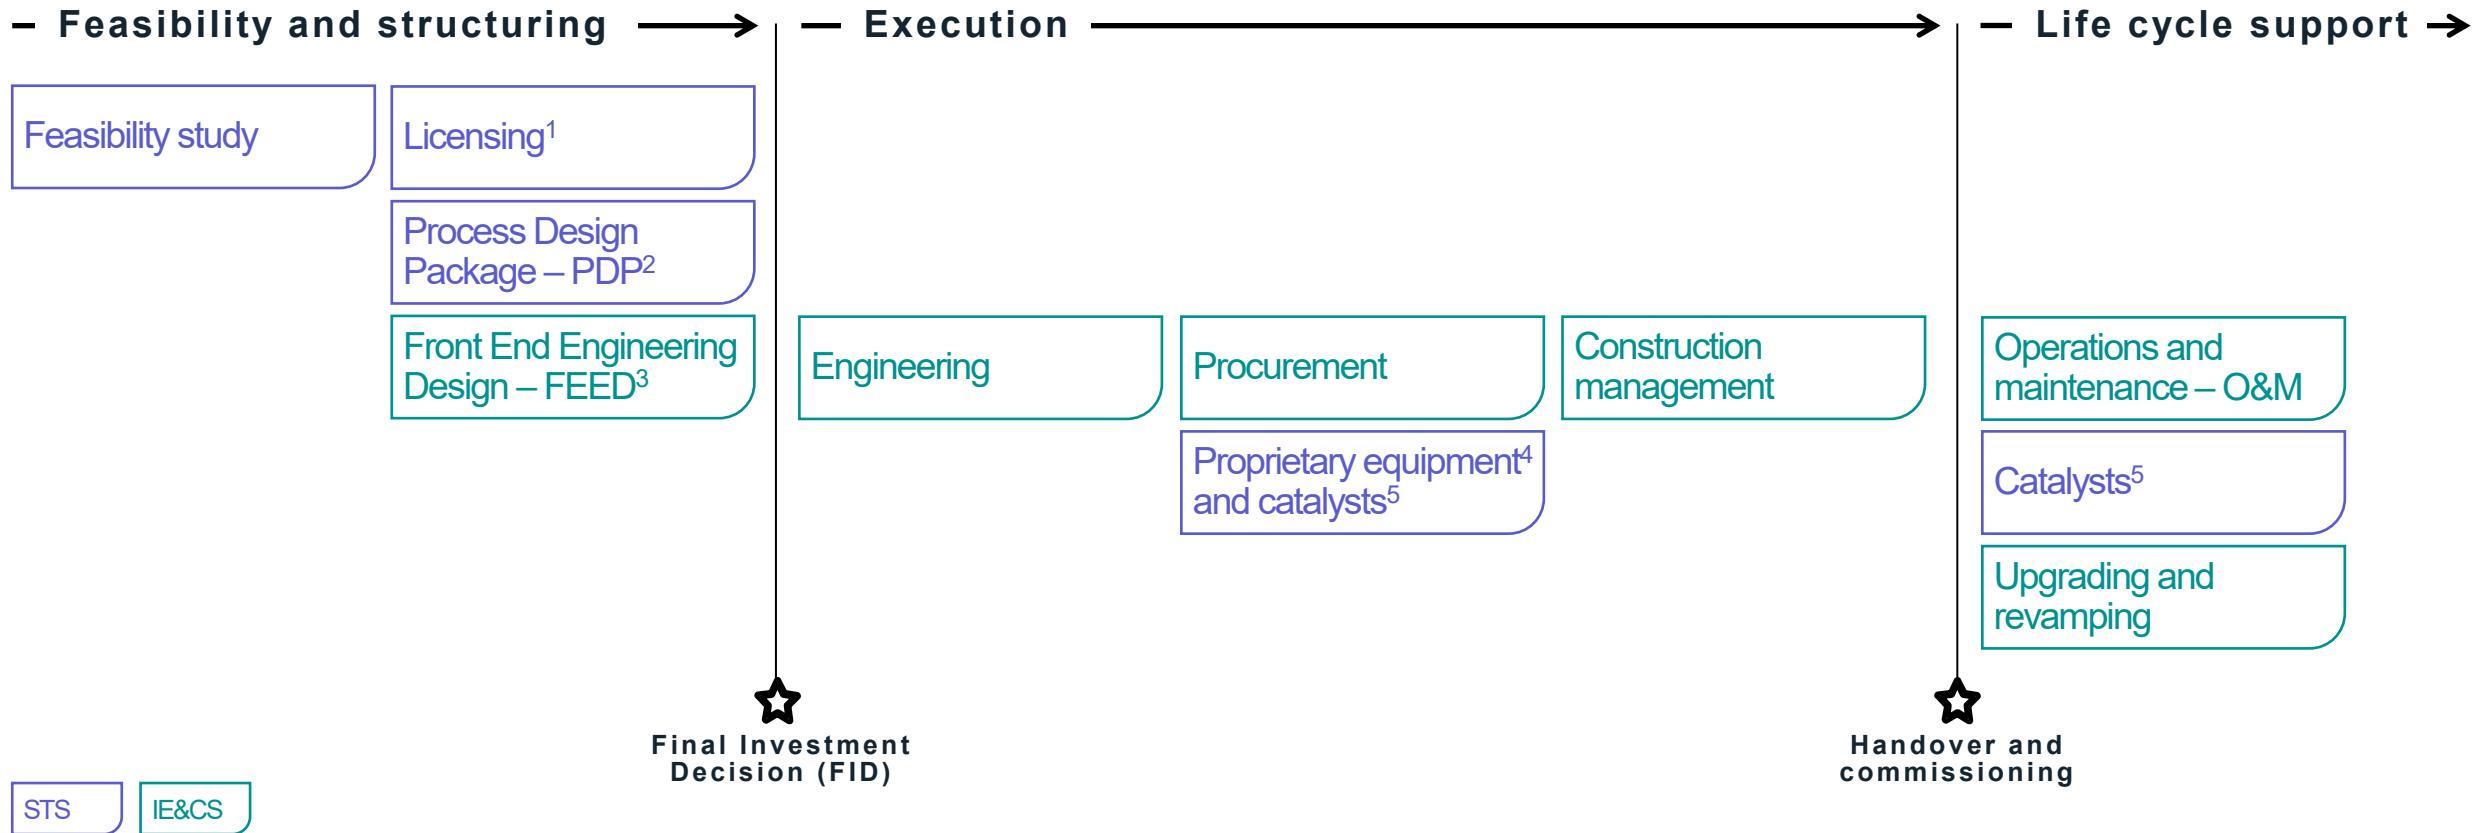 Feasibility and structuring
Execution
Life cycle support
Feasibility study
Licensing¹
Process Design
Package – PDP²
Front End Engineering
Design – FEED³
Engineering
Procurement
Proprietary equipment⁴
and catalysts⁵
Construction
management
Operations and
maintenance – O&M
Catalysts⁵
Upgrading and
revamping
Final Investment
Decision (FID)
Handover and
commissioning
STS
IE&CS